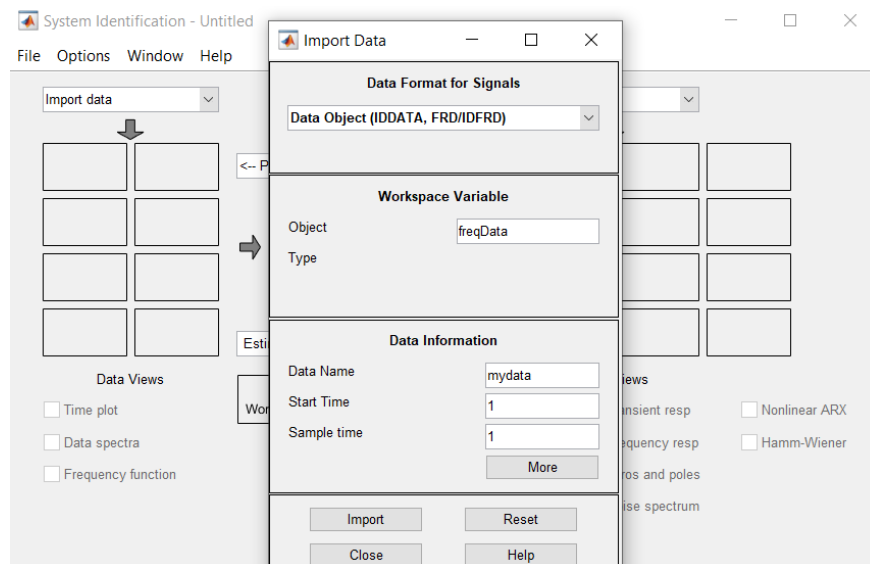 System Identification - Untitled
File Options Window Help
Import data
<-- P
Esti
Data Views
Time plot
Data spectra
Frequency function
Wor
Import Data
Data Format for Signals
Data Object (IDDATA, FRD/IDFRD)
Workspace Variable
Object
freqData
Type
Data Information
Data Name
mydata
Start Time
1
Sample time
1
More
Import
Reset
Close
Help
iews
ansient resp
Nonlinear ARX
equency resp
Hamm-Wiener
ros and poles
ise spectrum